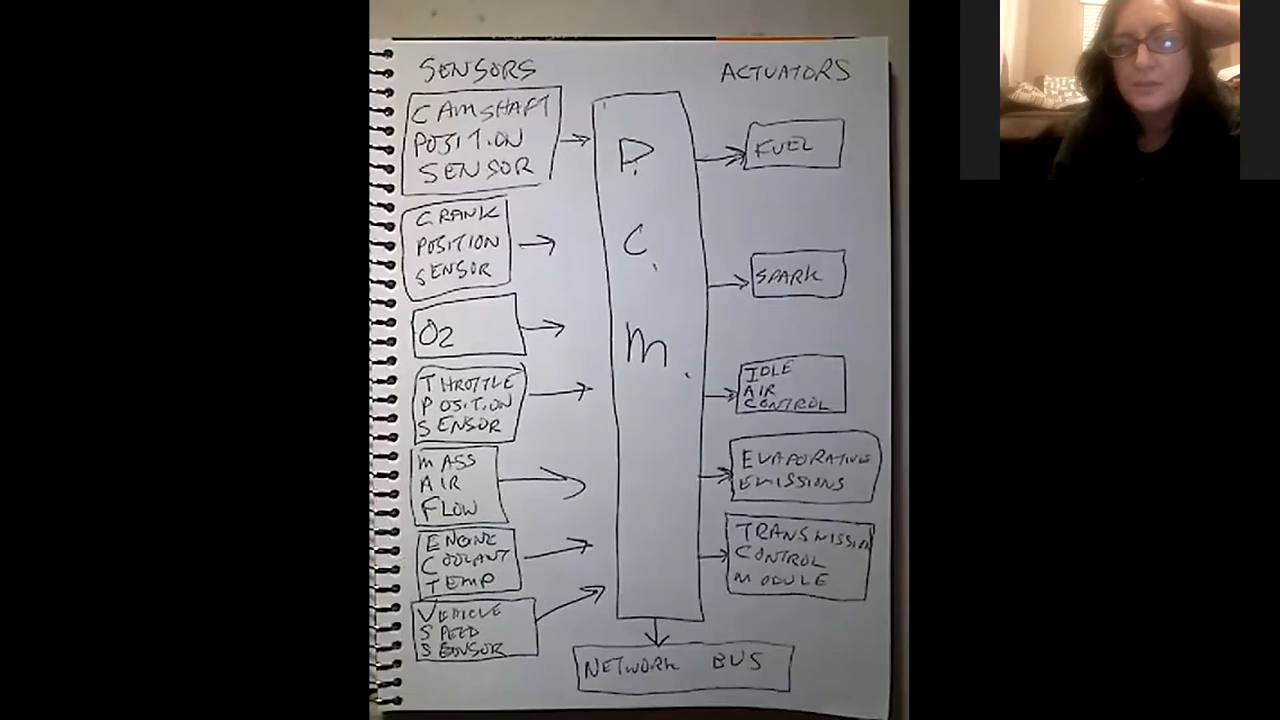 SENSORS
ACTUATORS
CAMSHAFT
POSITION
SENSOR
CRANK
POSITION
SENSOR
O2
THROTTLE
POSITION
SENSOR
MASS
AIR
FLOW
ENGINE
COOLANT
TEMP
VEHICLE
SPEED
SENSOR
P.
C.
M.
FUEL
SPARK
IDLE
AIR
CONTROL
EVAPORATIVE
EMISSIONS
TRANSMISSION
CONTROL
MODULE
NETWORK BUS